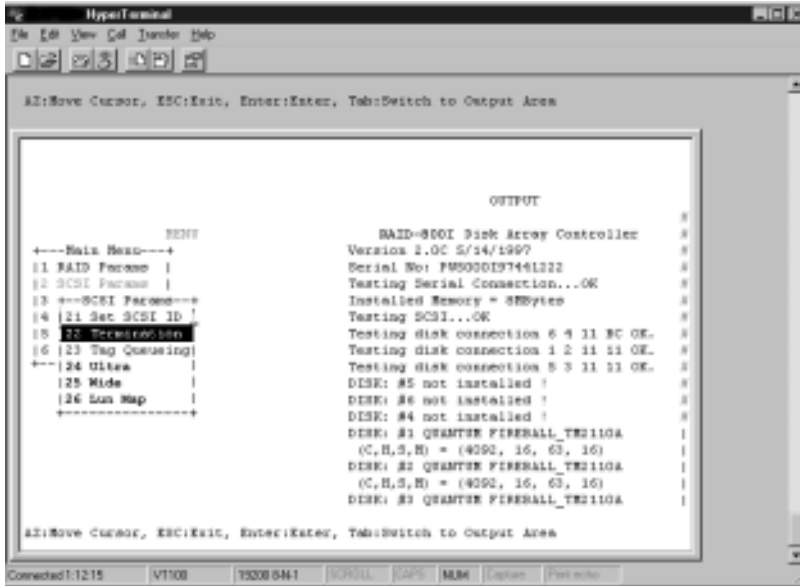 HyperTerminal
File Edit View Call Transfer Help
AZ:Move Cursor, ESC:Exit, Enter:Enter, Tab:Switch to Output Area
OUTPUT
MENU
+---Main Menu---+
|1 RAID Params |
|2 SCSI Params |
|3 +--SCSI Params--+
|4 |21 Set SCSI ID
|5 22 Termination
|6 |23 Tag Queueing|
+--|24 Ultra |
|25 Wide |
|26 Lun Map |
+----------------+
RAID-800I Disk Array Controller
Version 2.0C 5/14/1997
Testing Serial Connection...OK
Installed Memory = 8MBytes
Testing SCSI...OK
Testing disk connection 6 4 11 BC OK.
Testing disk connection 1 2 11 11 OK.
Testing disk connection 5 3 11 11 OK.
DISK: #5 not installed !
DISK: #6 not installed !
DISK: #4 not installed !
DISK: #1 QUANTUM FIREBALL_TM2110A
(C,H,S,M) = (4092, 16, 63, 16)
DISK: #2 QUANTUM FIREBALL_TM2110A
(C,H,S,M) = (4092, 16, 63, 16)
DISK: #3 QUANTUM FIREBALL_TM2110A
AZ:Move Cursor, ESC:Exit, Enter:Enter, Tab:Switch to Output Area
Connected 1:12:15 VT100 19200 8-N-1 SCROLL CAPS NUM Capture Print echo